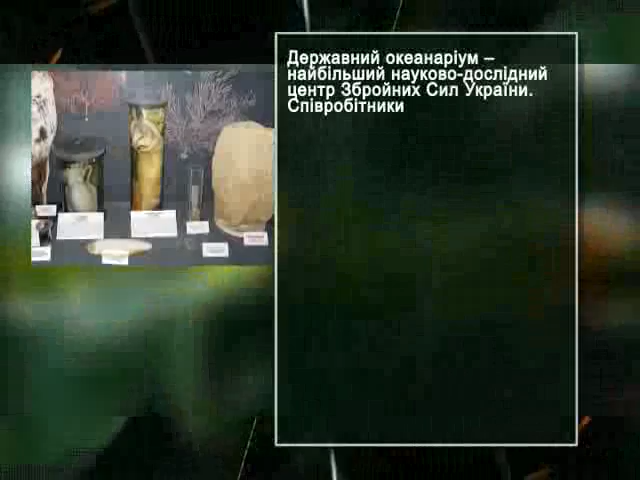 Державний океанаріум –
найбільший науково-дослідний
центр Збройних Сил України.
Співробітники